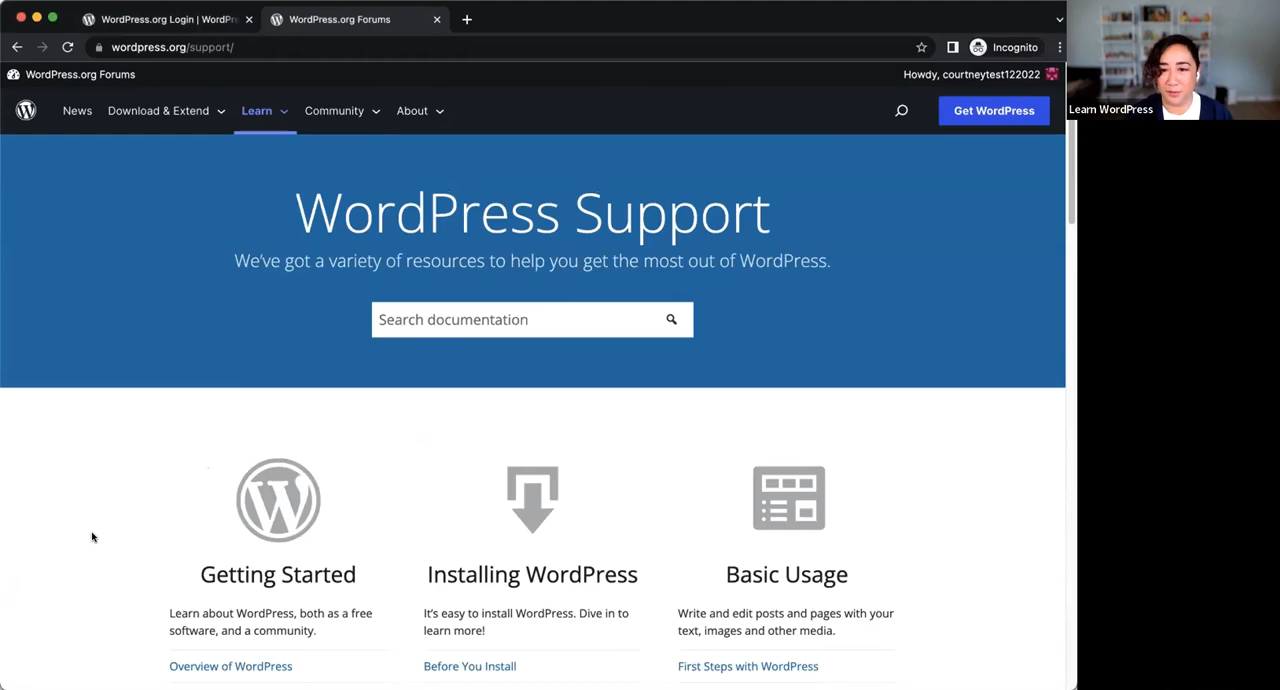 WordPress.org Login | WordPr
WordPress.org Forums
wordpress.org/support/
Incognito
WordPress.org Forums
Howdy, courtneytest122022
Learn WordPress
News
Download & Extend
Learn
Community
About
Get WordPress
WordPress Support
We've got a variety of resources to help you get the most out of WordPress.
Search documentation
Getting Started
Learn about WordPress, both as a free
software, and a community.
Overview of WordPress
Installing WordPress
It's easy to install WordPress. Dive in to
learn more!
Before You Install
Basic Usage
Write and edit posts and pages with your
text, images and other media.
First Steps with WordPress